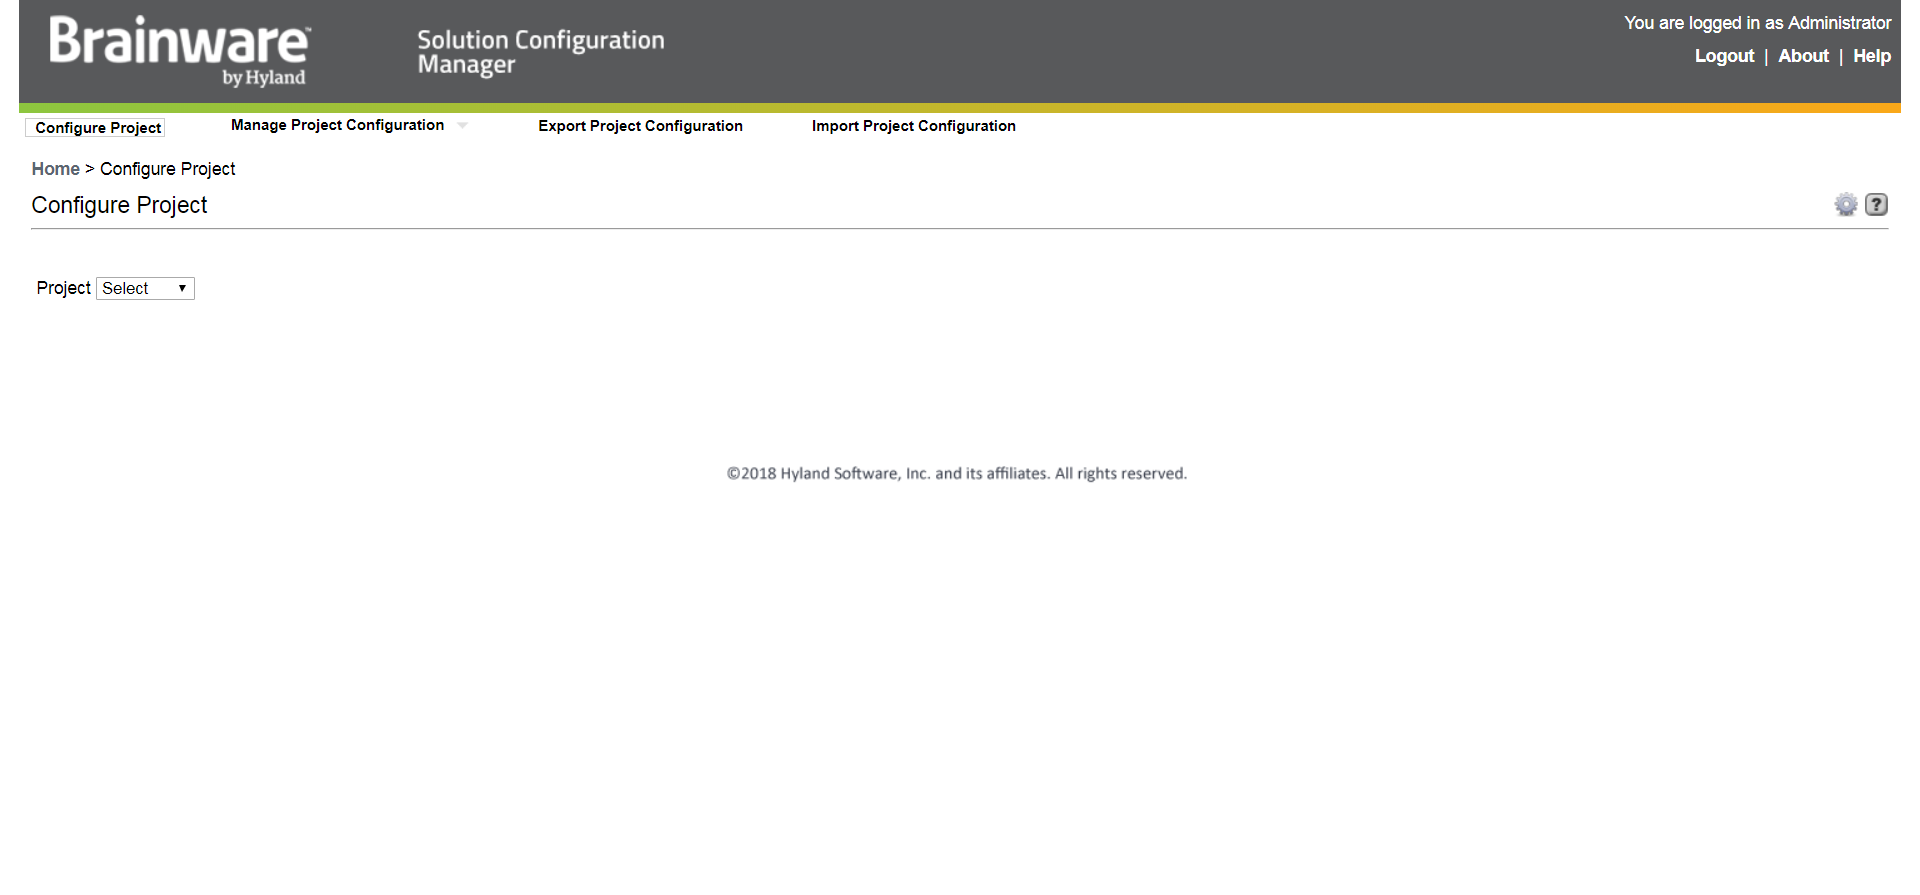 Brainware™
by Hyland
Solution Configuration
Manager
You are logged in as Administrator
Logout | About | Help
Configure Project
Manage Project Configuration
Export Project Configuration
Import Project Configuration
Home > Configure Project
Configure Project
?
Project Select
©2018 Hyland Software, Inc. and its affiliates. All rights reserved.